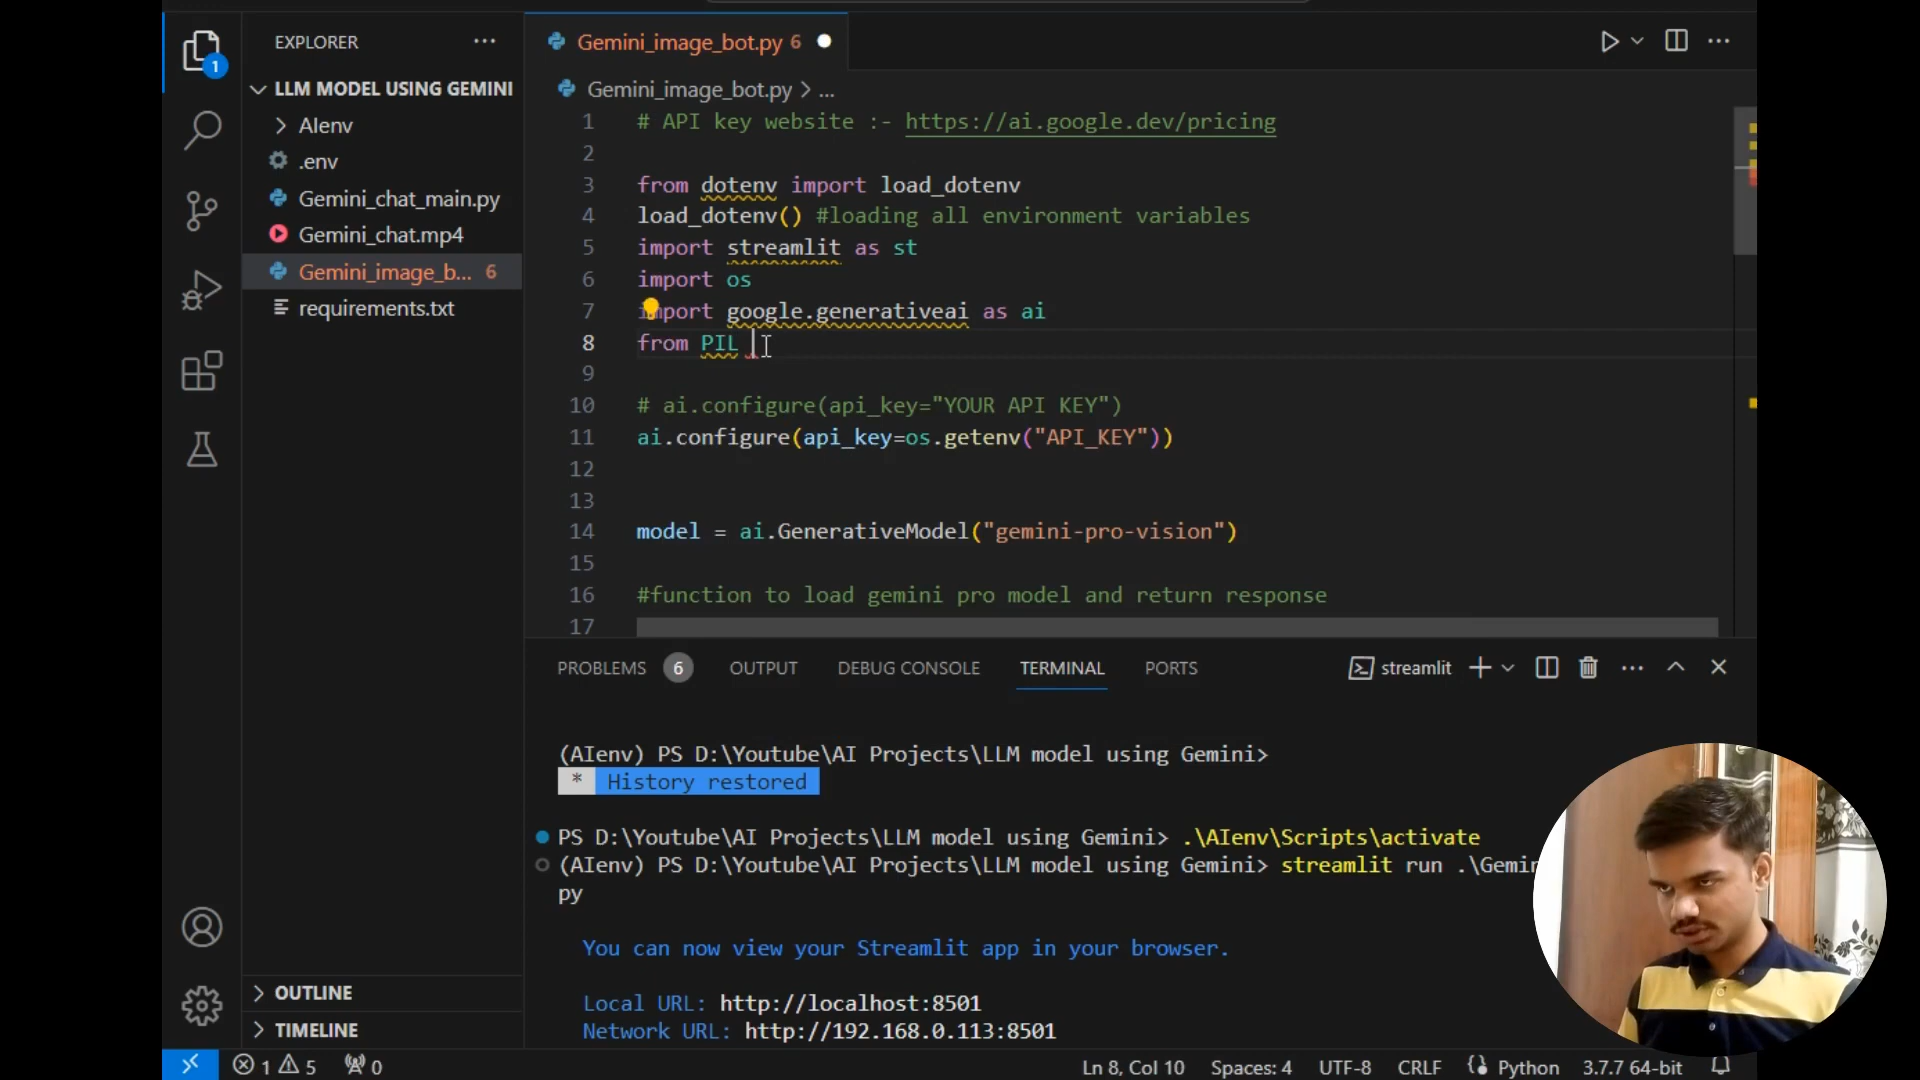 EXPLORER
Gemini_image_bot.py 6
1
LLM MODEL USING GEMINI
AIenv
.env
Gemini_chat_main.py
Gemini_chat.mp4
Gemini_image_b... 6
requirements.txt
OUTLINE
TIMELINE
Gemini_image_bot.py > ...
1 # API key website :- https://ai.google.dev/pricing
2
3 from dotenv import load_dotenv
4 load_dotenv() #loading all environment variables
5 import streamlit as st
6 import os
7 import google.generativeai as ai
8 from PIL
9
10 # ai.configure(api_key="YOUR API KEY")
11 ai.configure(api_key=os.getenv("API_KEY"))
12
13
14 model = ai.GenerativeModel("gemini-pro-vision")
15
16 #function to load gemini pro model and return response
17
PROBLEMS 6 OUTPUT DEBUG CONSOLE TERMINAL PORTS streamlit
(AIenv) PS D:\Youtube\AI Projects\LLM model using Gemini>
* History restored
PS D:\Youtube\AI Projects\LLM model using Gemini> .\AIenv\Scripts\activate
(AIenv) PS D:\Youtube\AI Projects\LLM model using Gemini> streamlit run .\Gemin
py
You can now view your Streamlit app in your browser.
Local URL: http://localhost:8501
Network URL: http://192.168.0.113:8501
1 5 0 Ln 8, Col 10 Spaces: 4 UTF-8 CRLF Python 3.7.7 64-bit